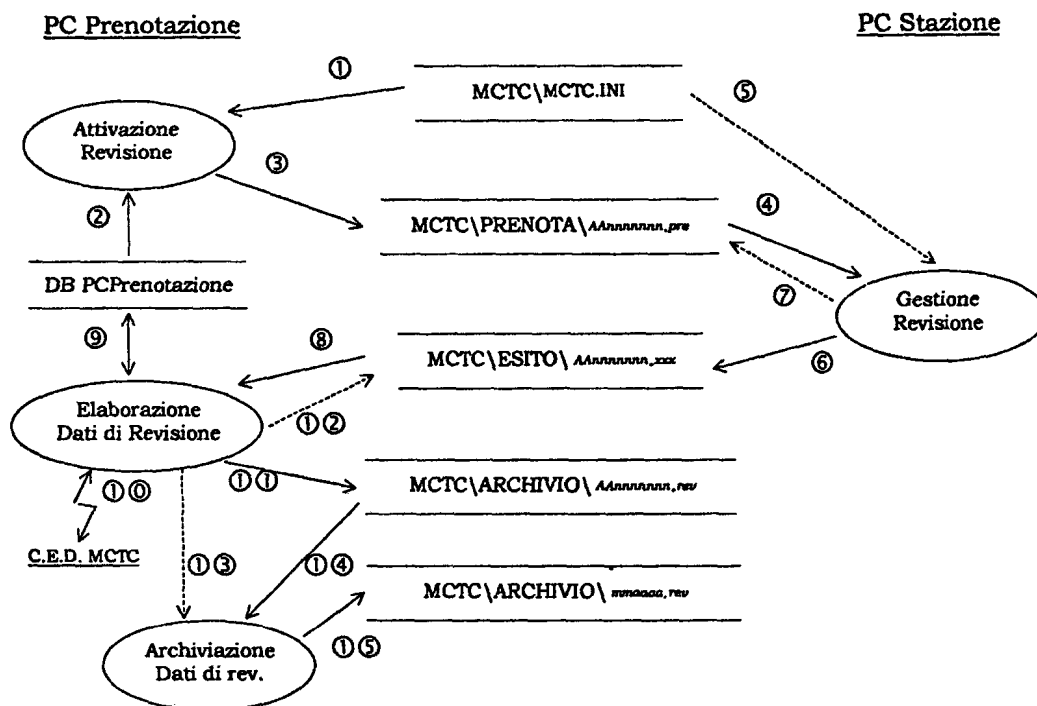 PC Prenotazione
PC Stazione
①
MCTC\MCTC.INI
⑤
Attivazione
Revisione
③
②
MCTC\PRENOTA\AAnnnnnnn.pre
④
DB PCPrenotazione
⑦
Gestione
Revisione
⑨
⑧
MCTC\ESITO\ AAnnnnnnn.xxx
⑥
Elaborazione
Dati di Revisione
①②
①①
MCTC\ARCHIVIO\ AAnnnnnnn.rev
①⓪
C.E.D. MCTC
①③
①④
MCTC\ARCHIVIO\ mmaaaa.rev
Archiviazione
Dati di rev.
①⑤